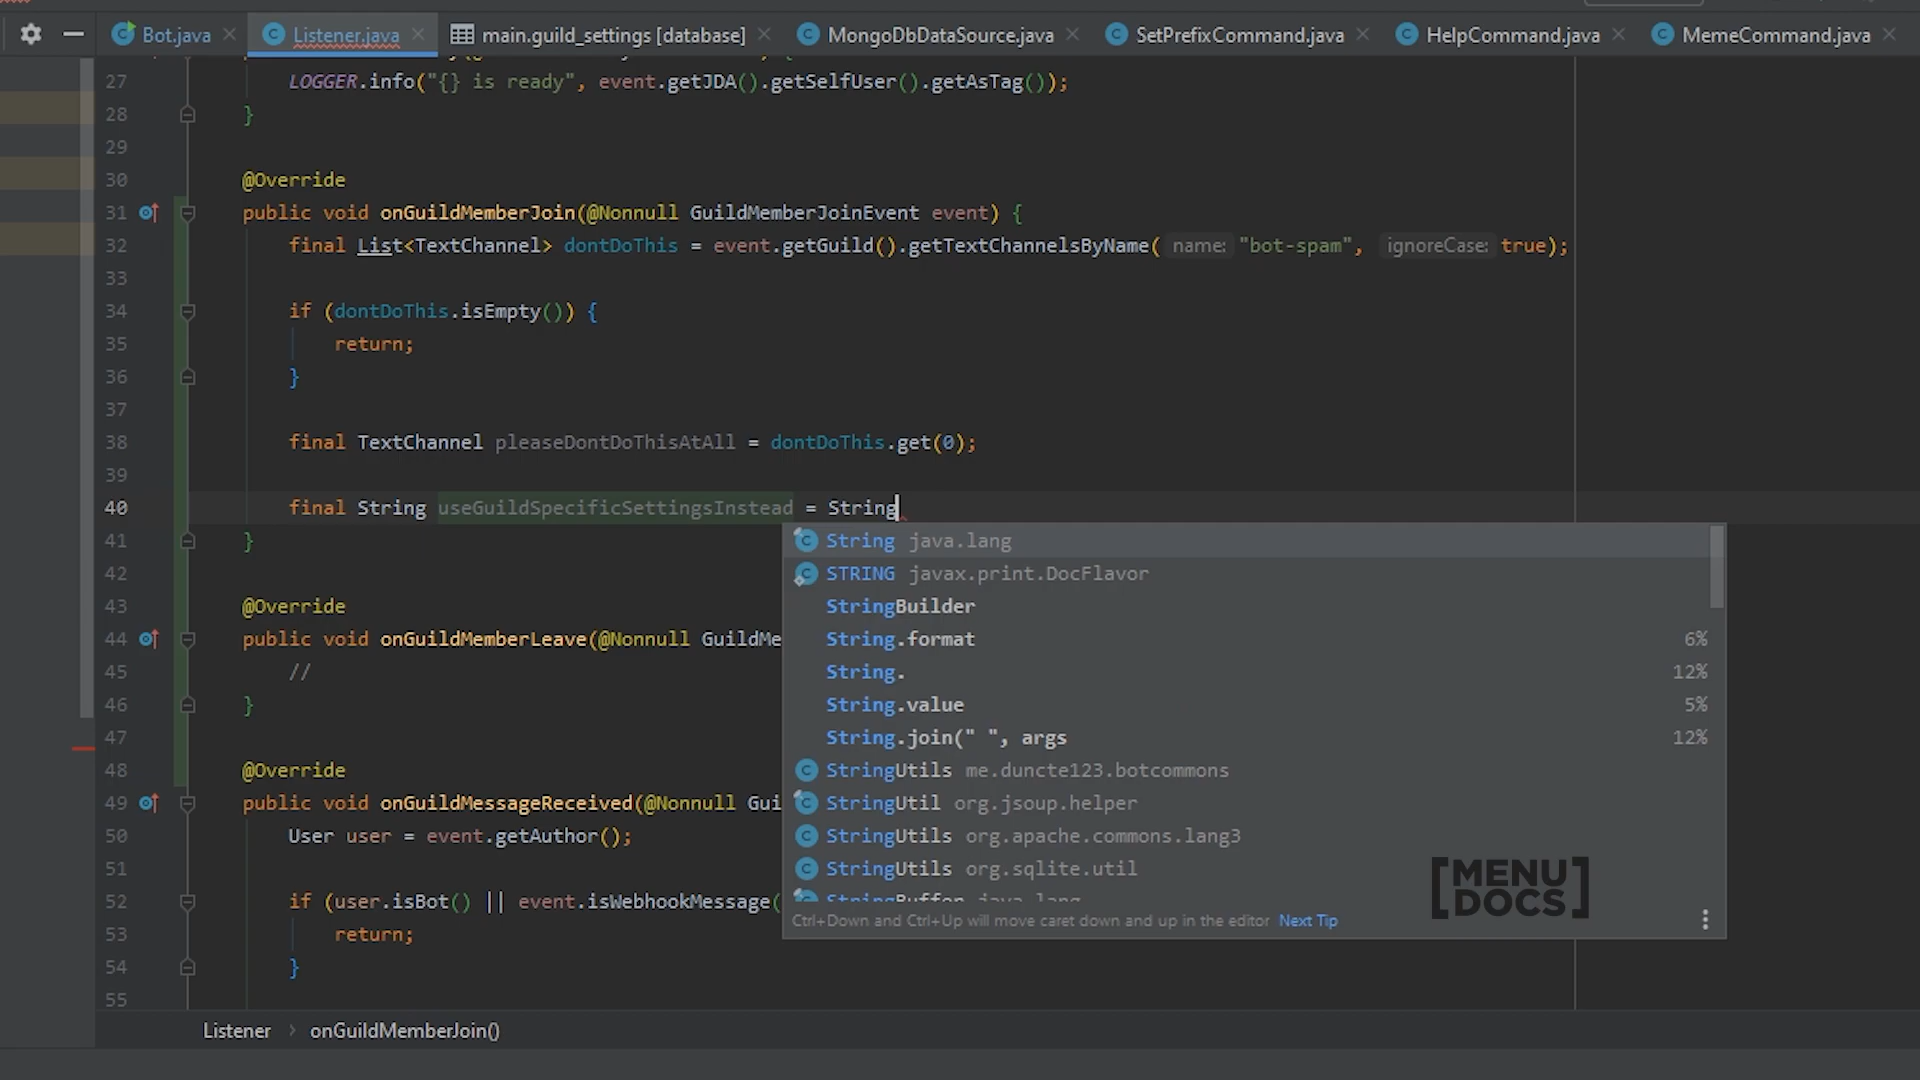 Bot.java
Listener.java
main.guild_settings [database]
MongoDbDataSource.java
SetPrefixCommand.java
HelpCommand.java
MemeCommand.java
27 LOGGER.info("{} is ready", event.getJDA().getSelfUser().getAsTag());
28 }
29
30 @Override
31 public void onGuildMemberJoin(@Nonnull GuildMemberJoinEvent event) {
32 final List<TextChannel> dontDoThis = event.getGuild().getTextChannelsByName( name: "bot-spam", ignoreCase: true);
33
34 if (dontDoThis.isEmpty()) {
35 return;
36 }
37
38 final TextChannel pleaseDontDoThisAtAll = dontDoThis.get(0);
39
40 final String useGuildSpecificSettingsInstead = String
41 }
42
43 @Override
44 public void onGuildMemberLeave(@Nonnull GuildMe
45 //
46 }
47
48 @Override
49 public void onGuildMessageReceived(@Nonnull Gui
50 User user = event.getAuthor();
51
52 if (user.isBot() || event.isWebhookMessage(
53 return;
54 }
55
String java.lang
STRING javax.print.DocFlavor
StringBuilder
String.format 6%
String. 12%
String.value 5%
String.join(" ", args 12%
StringUtils me.duncte123.botcommons
StringUtil org.jsoup.helper
StringUtils org.apache.commons.lang3
StringUtils org.sqlite.util
StringBuffer java.lang
Ctrl+Down and Ctrl+Up will move caret down and up in the editor Next Tip
[MENU
DOCS]
Listener > onGuildMemberJoin()